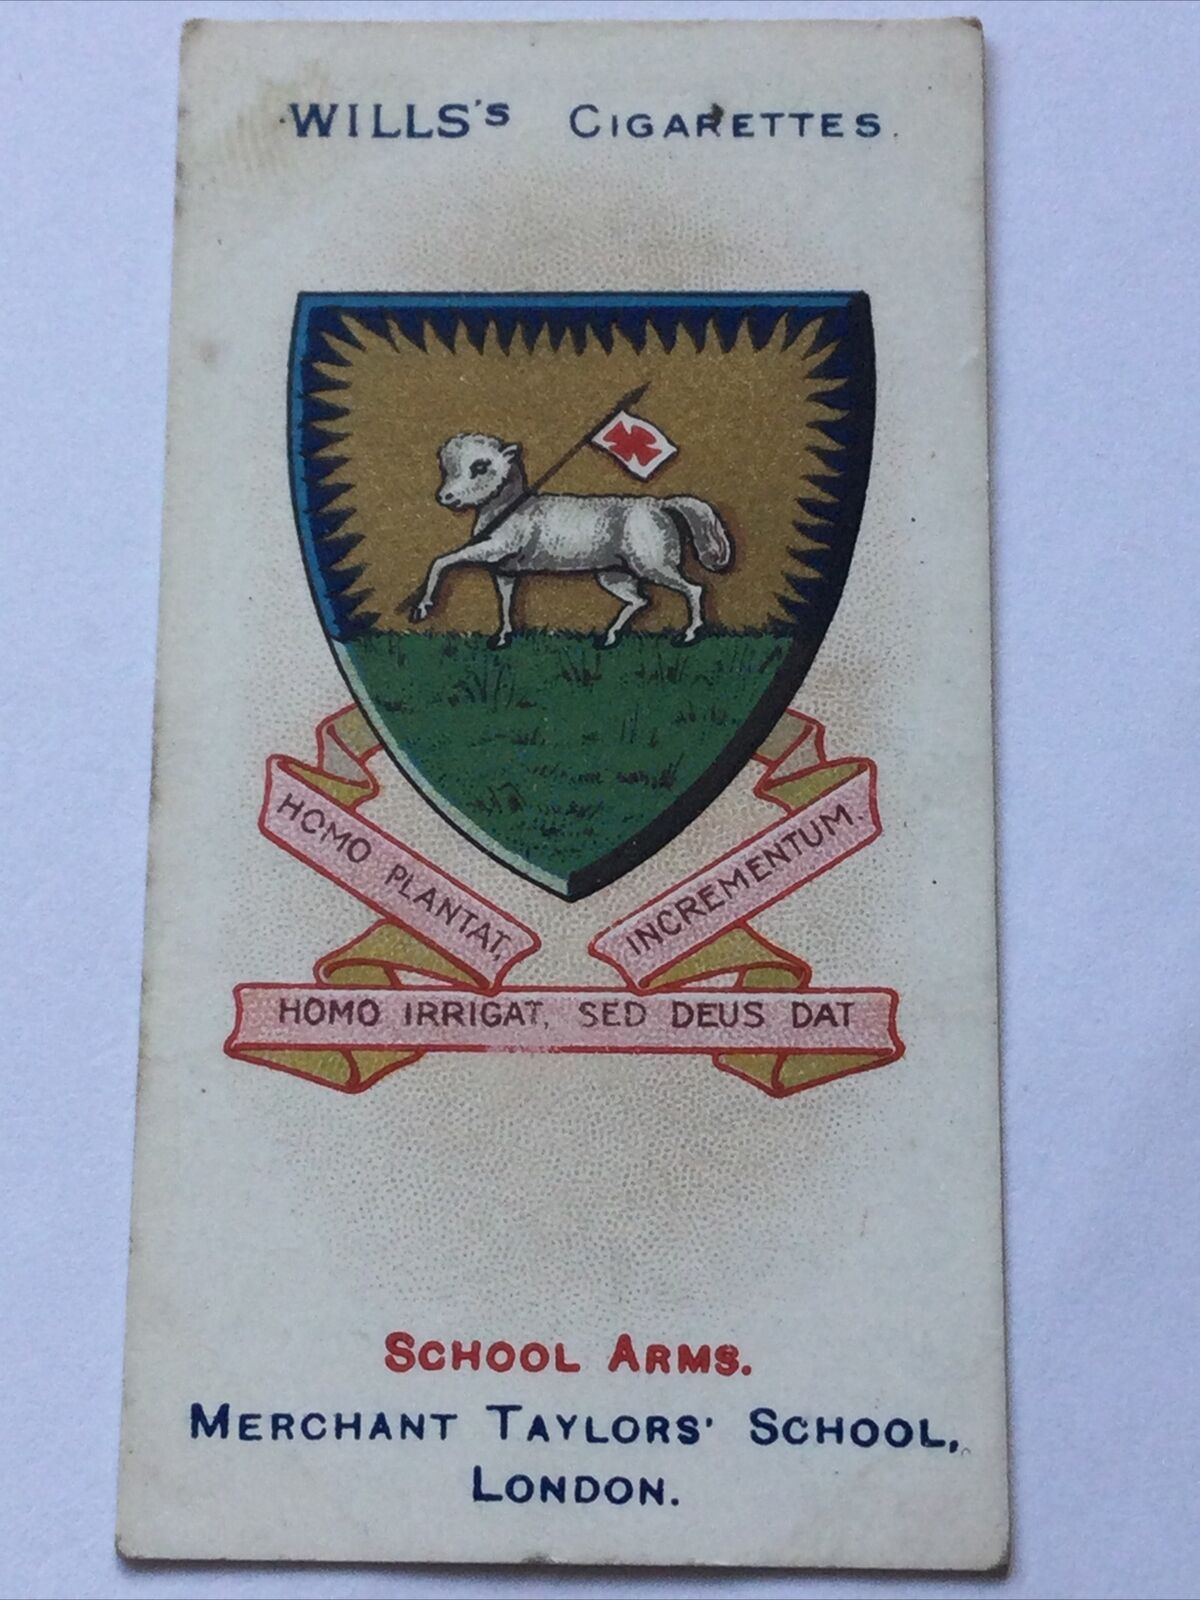 WILLS'S CIGARETTES.
HOMO PLANTAT,
HOMO IRRIGAT, SED DEUS DAT
INCREMENTUM.
SCHOOL ARMS.
MERCHANT TAYLORS' SCHOOL,
LONDON.